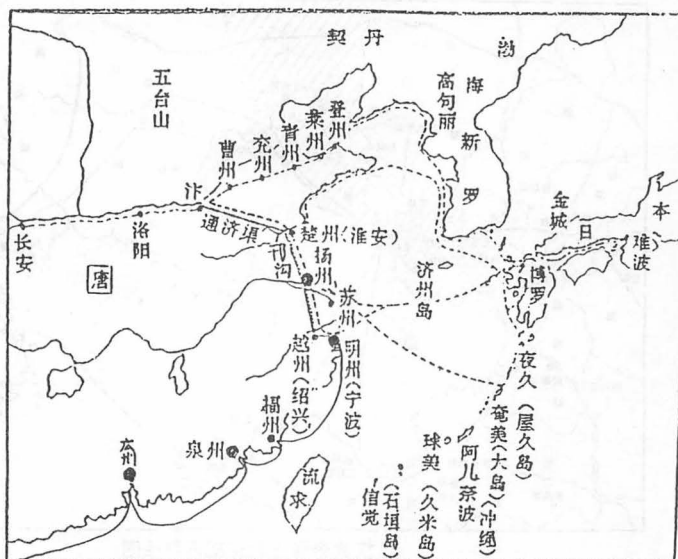 契丹
渤海
五台山
高句丽
新罗
登州
莱州
青州
兖州
曹州
汴
洛阳
长安
通济渠
楚州(淮安)
邗沟
扬州
苏州
唐
济州岛
金城
日本
难波
博罗
越州(绍兴)
明州(宁波)
福州
泉州
広州
流求
夜久(屋久岛)
奄美(大岛)
阿儿奈波(冲绳)
球美(久米岛)
信觉(石垣岛)